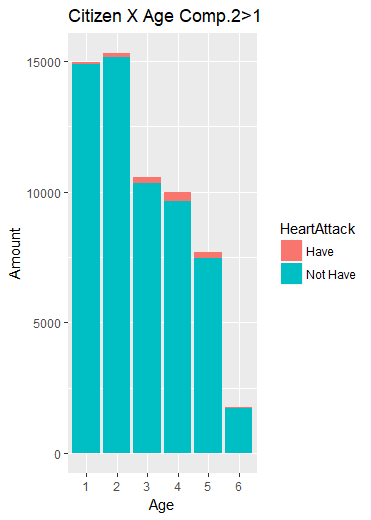 Citizen X Age Comp.2>1
15000
10000
5000
0
Amount
1 2 3 4 5 6
Age
HeartAttack
Have
Not Have